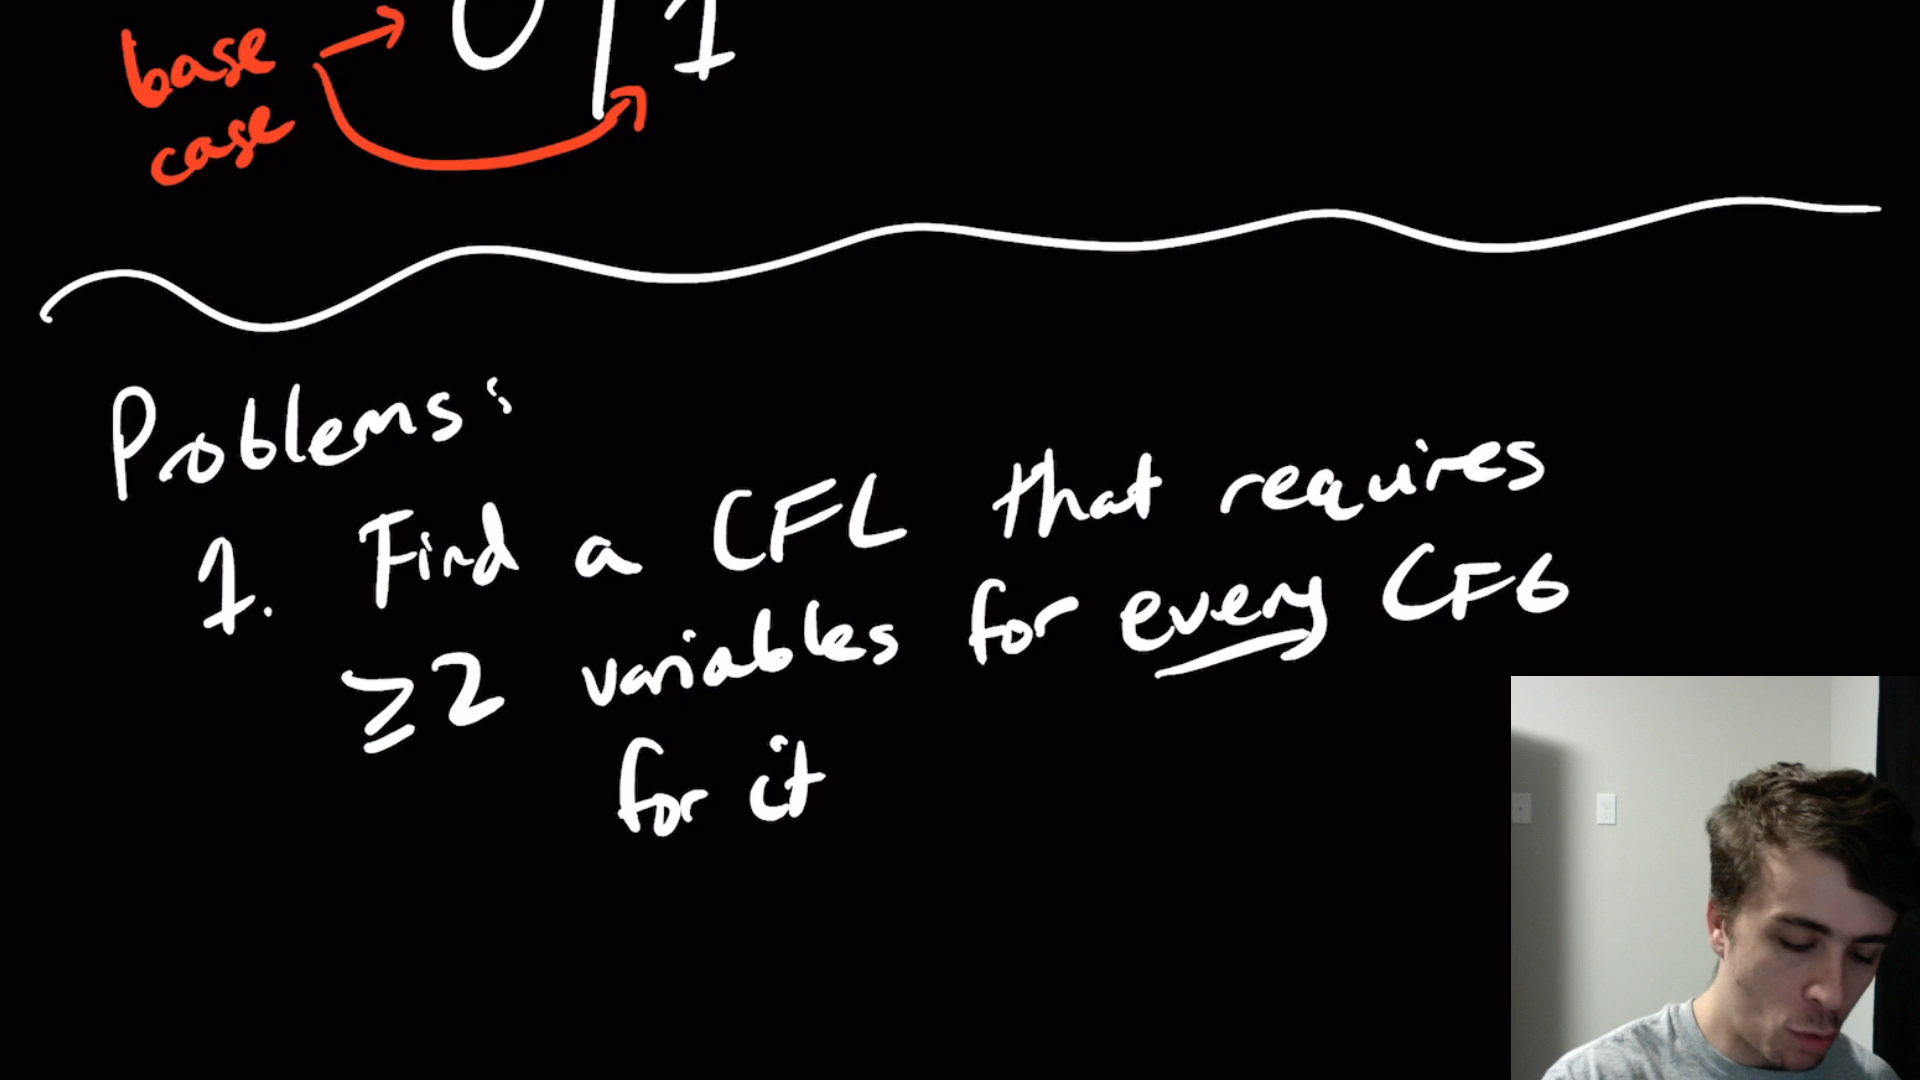 base
case
0|1
Problems:
1. Find a CFL that requires
≥2 variables for every CFG
for it